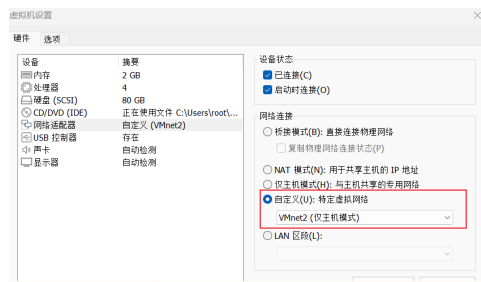 虚拟机设置
硬件 选项
设备 摘要
内存 2 GB
处理器 4
硬盘 (SCSI) 80 GB
CD/DVD (IDE) 正在使用文件 C:\Users\root\...
网络适配器 自定义 (VMnet2)
USB 控制器 存在
声卡 自动检测
显示器 自动检测
设备状态
已连接(C)
启动时连接(O)
网络连接
桥接模式(B): 直接连接物理网络
复制物理网络连接状态(P)
NAT 模式(N): 用于共享主机的 IP 地址
仅主机模式(H): 与主机共享的专用网络
自定义(U): 特定虚拟网络
VMnet2 (仅主机模式)
LAN 区段(L):